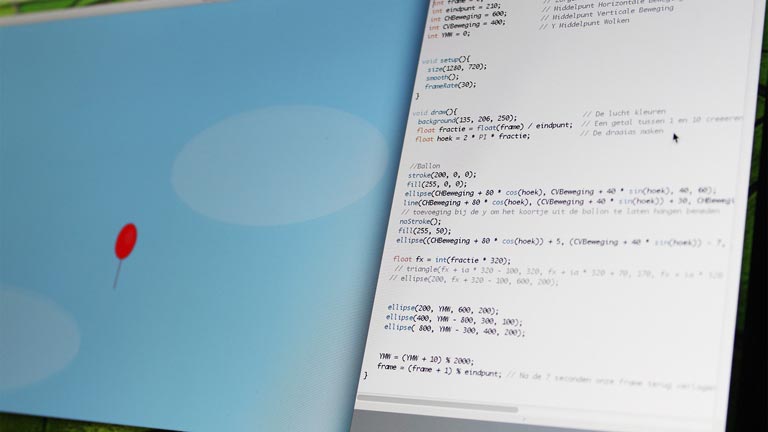 int frame = 0;
int eindpunt = 210;
int CHBeweging = 600; // Middelpunt Horizontale Beweging
int CVBeweging = 400; // Middelpunt Verticale Beweging
int YMW = 0; // Y Middelpunt Wolken
void setup(){
size(1280, 720);
smooth();
frameRate(30);
}
void draw(){
background(135, 206, 250); // De lucht kleuren
float fractie = float(frame) / eindpunt; // Een getal tussen 1 en 10 creeeren
float hoek = 2 * PI * fractie; // De draaias maken
//Ballon
stroke(200, 0, 0);
fill(255, 0, 0);
ellipse(CHBeweging + 80 * cos(hoek), CVBeweging + 40 * sin(hoek), 40, 60);
line(CHBeweging + 80 * cos(hoek), (CVBeweging + 40 * sin(hoek)) + 30, CHBewegi
// toevoeging bij de y om het koortje uit de ballon te laten hangen beneden
noStroke();
fill(255, 50);
ellipse((CHBeweging + 80 * cos(hoek)) + 5, (CVBeweging + 40 * sin(hoek)) - 7,
float fx = int(fractie * 320);
// triangle(fx + ia * 320 - 100, 320, fx + ia * 320 + 70, 170, fx + ia * 320
// ellipse(200, fx + 320 - 100, 600, 200);
ellipse(200, YMW, 600, 200);
ellipse(400, YMW - 800, 300, 100);
ellipse( 800, YMW - 300, 400, 200);
YMW = (YMW + 10) % 2000;
frame = (frame + 1) % eindpunt; // Na de 7 seconden onze frame terug verlagen
}